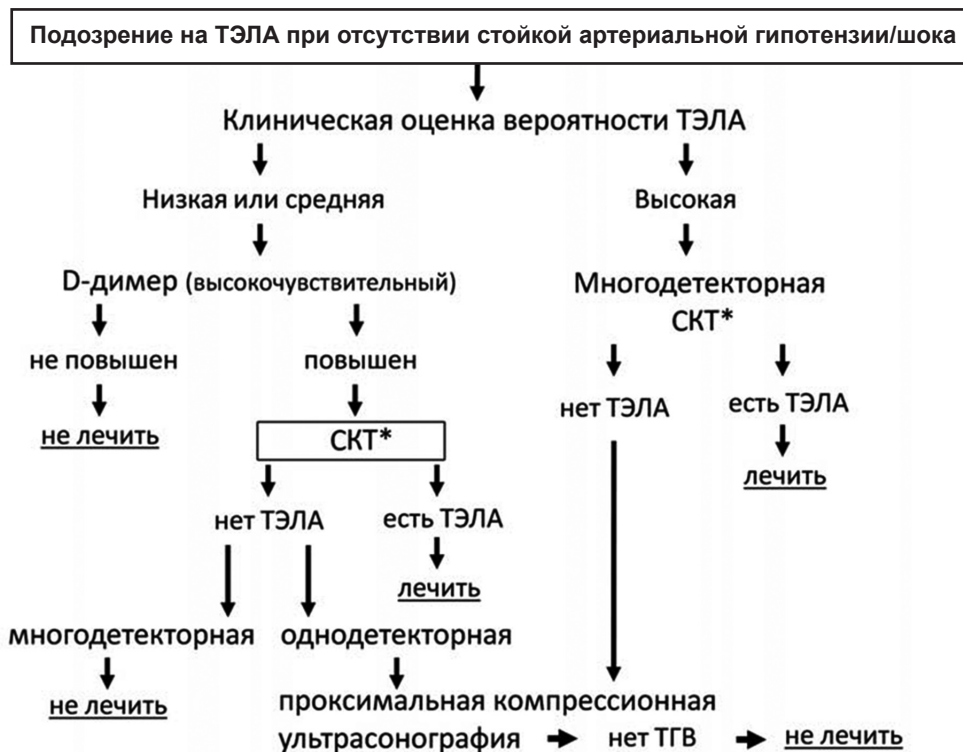 Подозрение на ТЭЛА при отсутствии стойкой артериальной гипотензии/шока
Клиническая оценка вероятности ТЭЛА
Низкая или средняя
Высокая
D-димер (высокочувствительный)
Многодетекторная
СКТ*
не повышен
повышен
нет ТЭЛА
есть ТЭЛА
не лечить
СКТ*
лечить
нет ТЭЛА
есть ТЭЛА
лечить
многодетекторная
однодетекторная
не лечить
проксимальная компрессионная
ультрасонография
нет ТГВ
не лечить